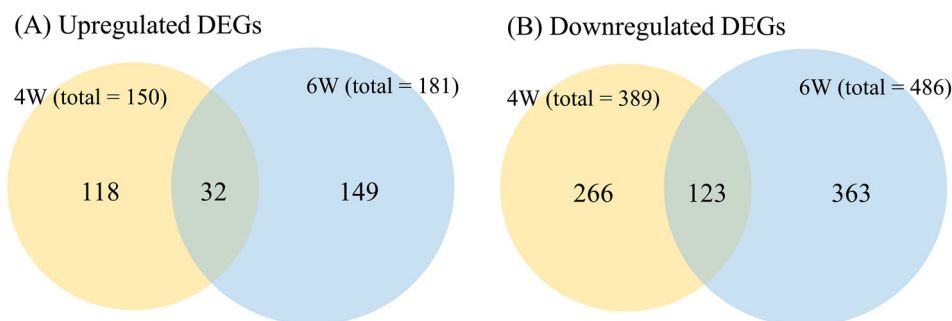 (A) Upregulated DEGs
4W (total = 150)
6W (total = 181)
118
32
149
(B) Downregulated DEGs
4W (total = 389)
6W (total = 486)
266
123
363